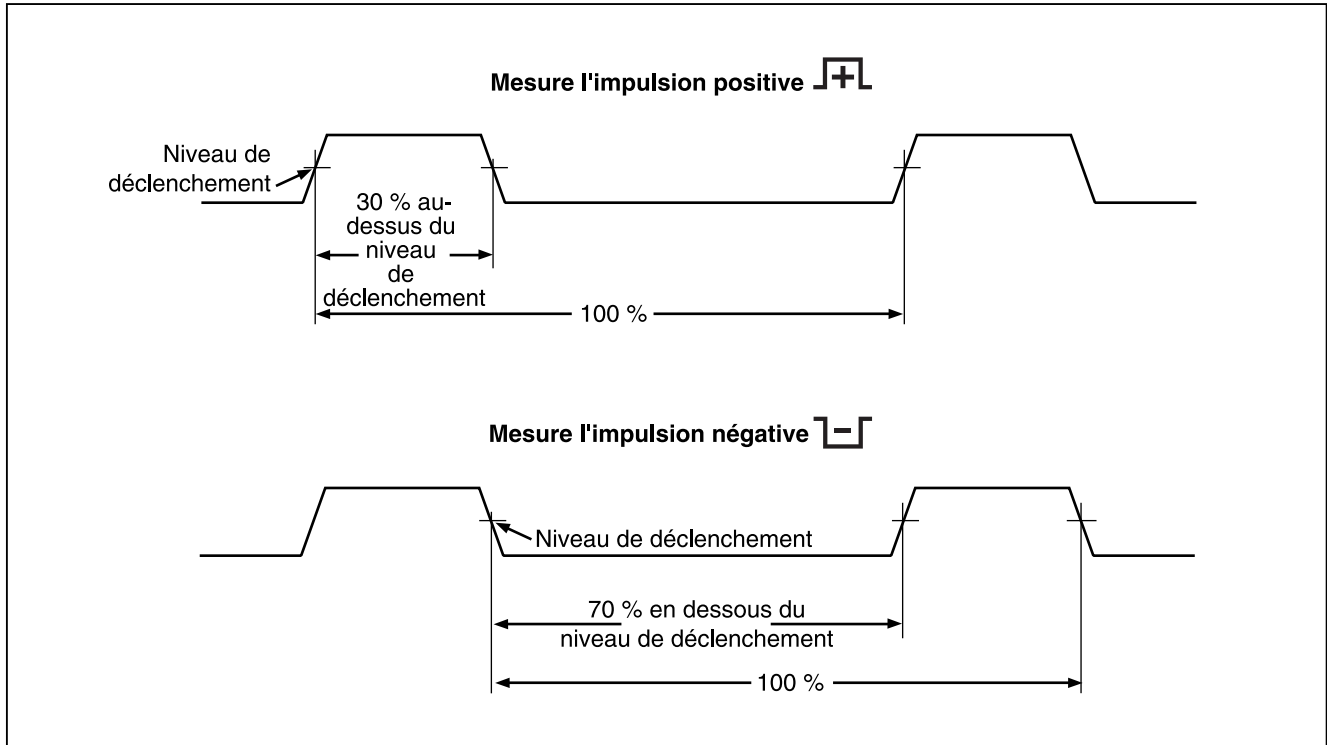 Mesure l'impulsion positive +
Niveau de
déclenchement
30 % au-
dessus du
niveau
de
déclenchement
100 %
Mesure l'impulsion négative -
Niveau de déclenchement
70 % en dessous du
niveau de déclenchement
100 %